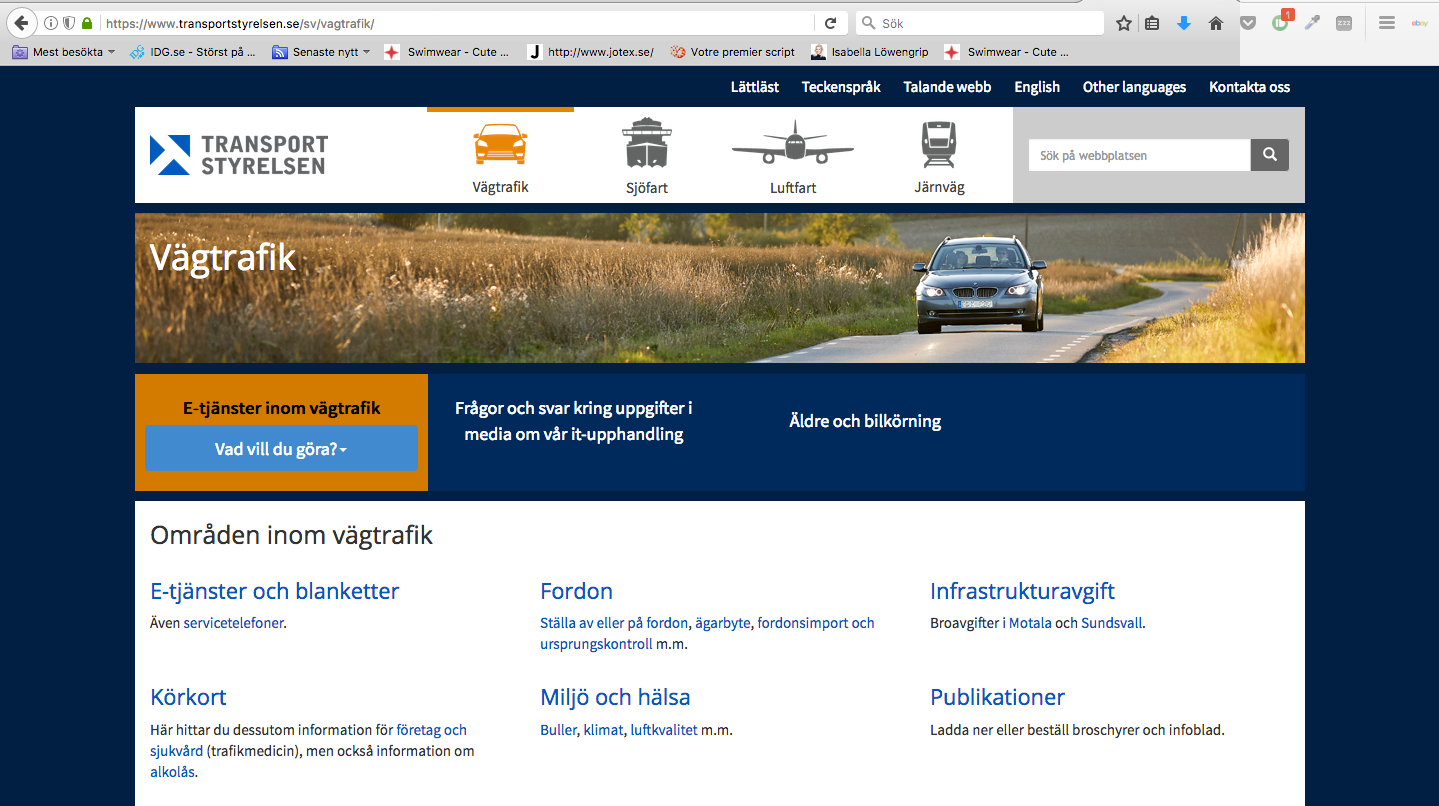 https://www.transportstyrelsen.se/sv/vagtrafik/
Sök
1
zzz
ebay
Mest besökta
IDG.se - Störst på ...
Senaste nytt
Swimwear - Cute ...
J http://www.jotex.se/
Votre premier script
Isabella Löwengrip
Swimwear - Cute ...
Lättläst Teckenspråk Talande webb English Other languages Kontakta oss
TRANSPORT
STYRELSEN
Vägtrafik
Sjöfart
Luftfart
Järnväg
Sök på webbplatsen
Vägtrafik
E-tjänster inom vägtrafik
Vad vill du göra?
Frågor och svar kring uppgifter i
media om vår it-upphandling
Äldre och bilkörning
Områden inom vägtrafik
E-tjänster och blanketter
Även servicetelefoner.
Fordon
Ställa av eller på fordon, ägarbyte, fordonsimport och
ursprungskontroll m.m.
Infrastrukturavgift
Broavgifter i Motala och Sundsvall.
Körkort
Här hittar du dessutom information för företag och
sjukvård (trafikmedicin), men också information om
alkolås.
Miljö och hälsa
Buller, klimat, luftkvalitet m.m.
Publikationer
Ladda ner eller beställ broschyrer och infoblad.